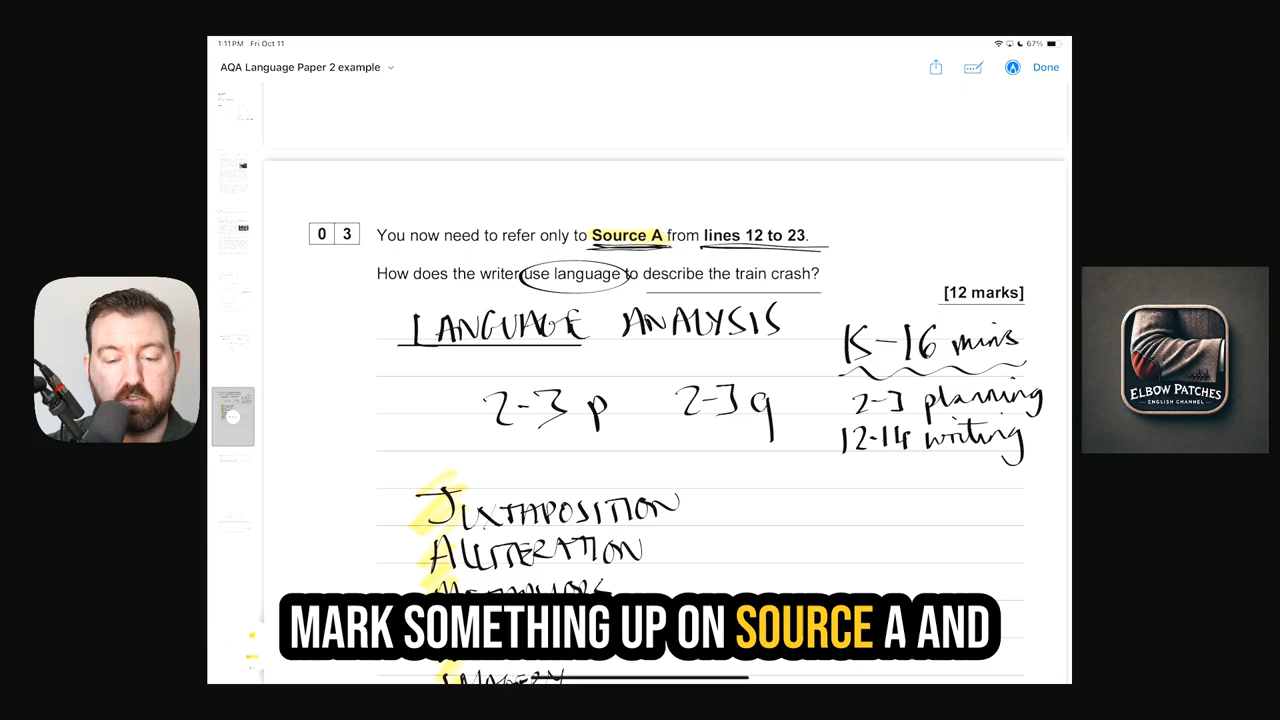 1:11 PM Fri Oct 11
67%
AQA Language Paper 2 example
Done
0 3
You now need to refer only to Source A from lines 12 to 23.
How does the writer use language to describe the train crash?
[12 marks]
LANGUAGE ANALYSIS
15-16 mins
2-3 p 2-3 q
2-3 planning
12-14 writing
JUXTAPOSITION
ALLITERATION
MARK SOMETHING UP ON SOURCE A AND
IMAGERY
ELBOW PATCHES
ENGLISH CHANNEL